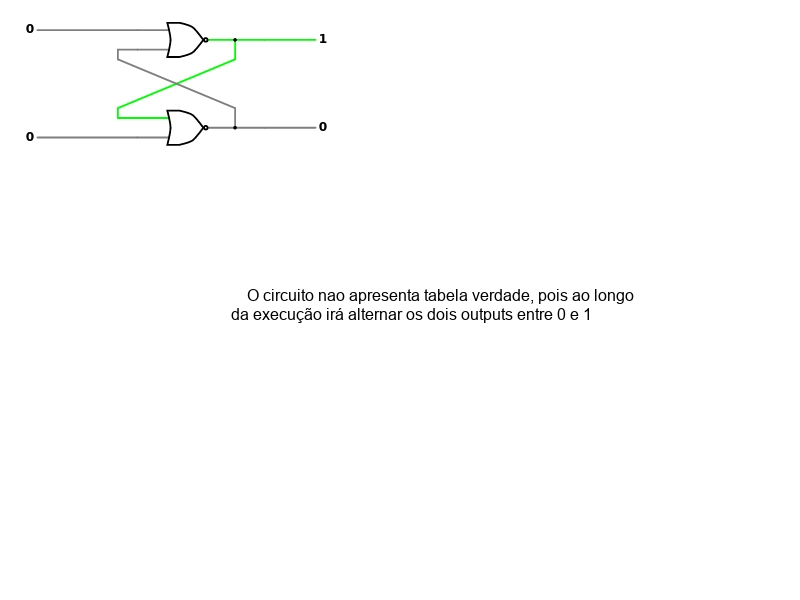 0
1
0
0
O circuito nao apresenta tabela verdade, pois ao longo
da execução irá alternar os dois outputs entre 0 e 1